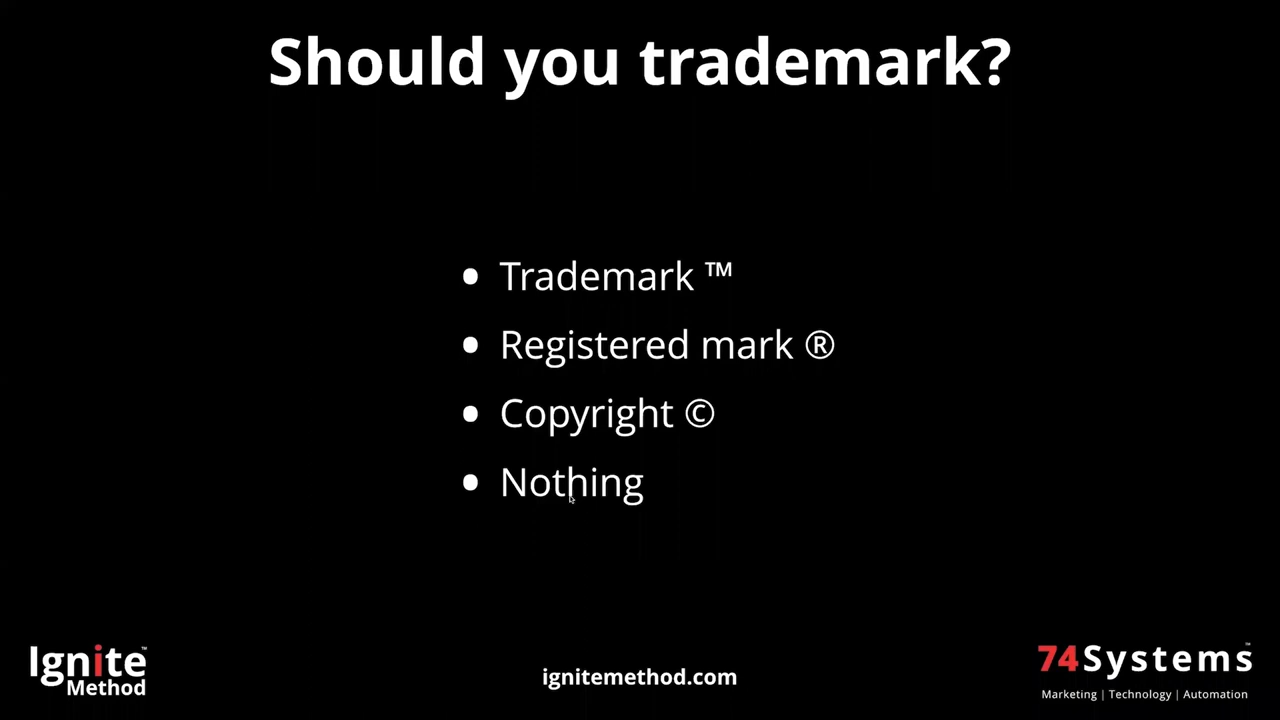 Should you trademark?
• Trademark ™
• Registered mark ®
• Copyright ©
• Nothing
Ignite™
Method
ignitemethod.com
74Systems™
Marketing | Technology | Automation